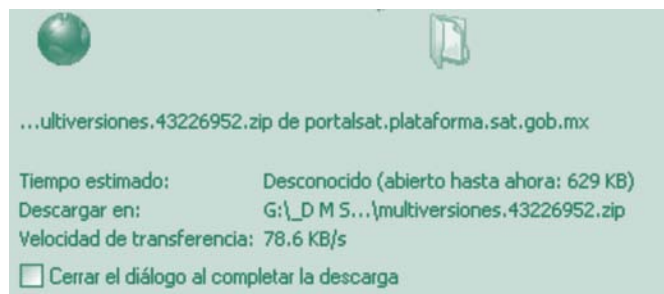 ...ultiversiones.43226952.zip de portalsat.plataforma.sat.gob.mx
Tiempo estimado: Desconocido (abierto hasta ahora: 629 KB)
Descargar en: G:\_D M S...\multiversiones.43226952.zip
Velocidad de transferencia: 78.6 KB/s
Cerrar el diálogo al completar la descarga